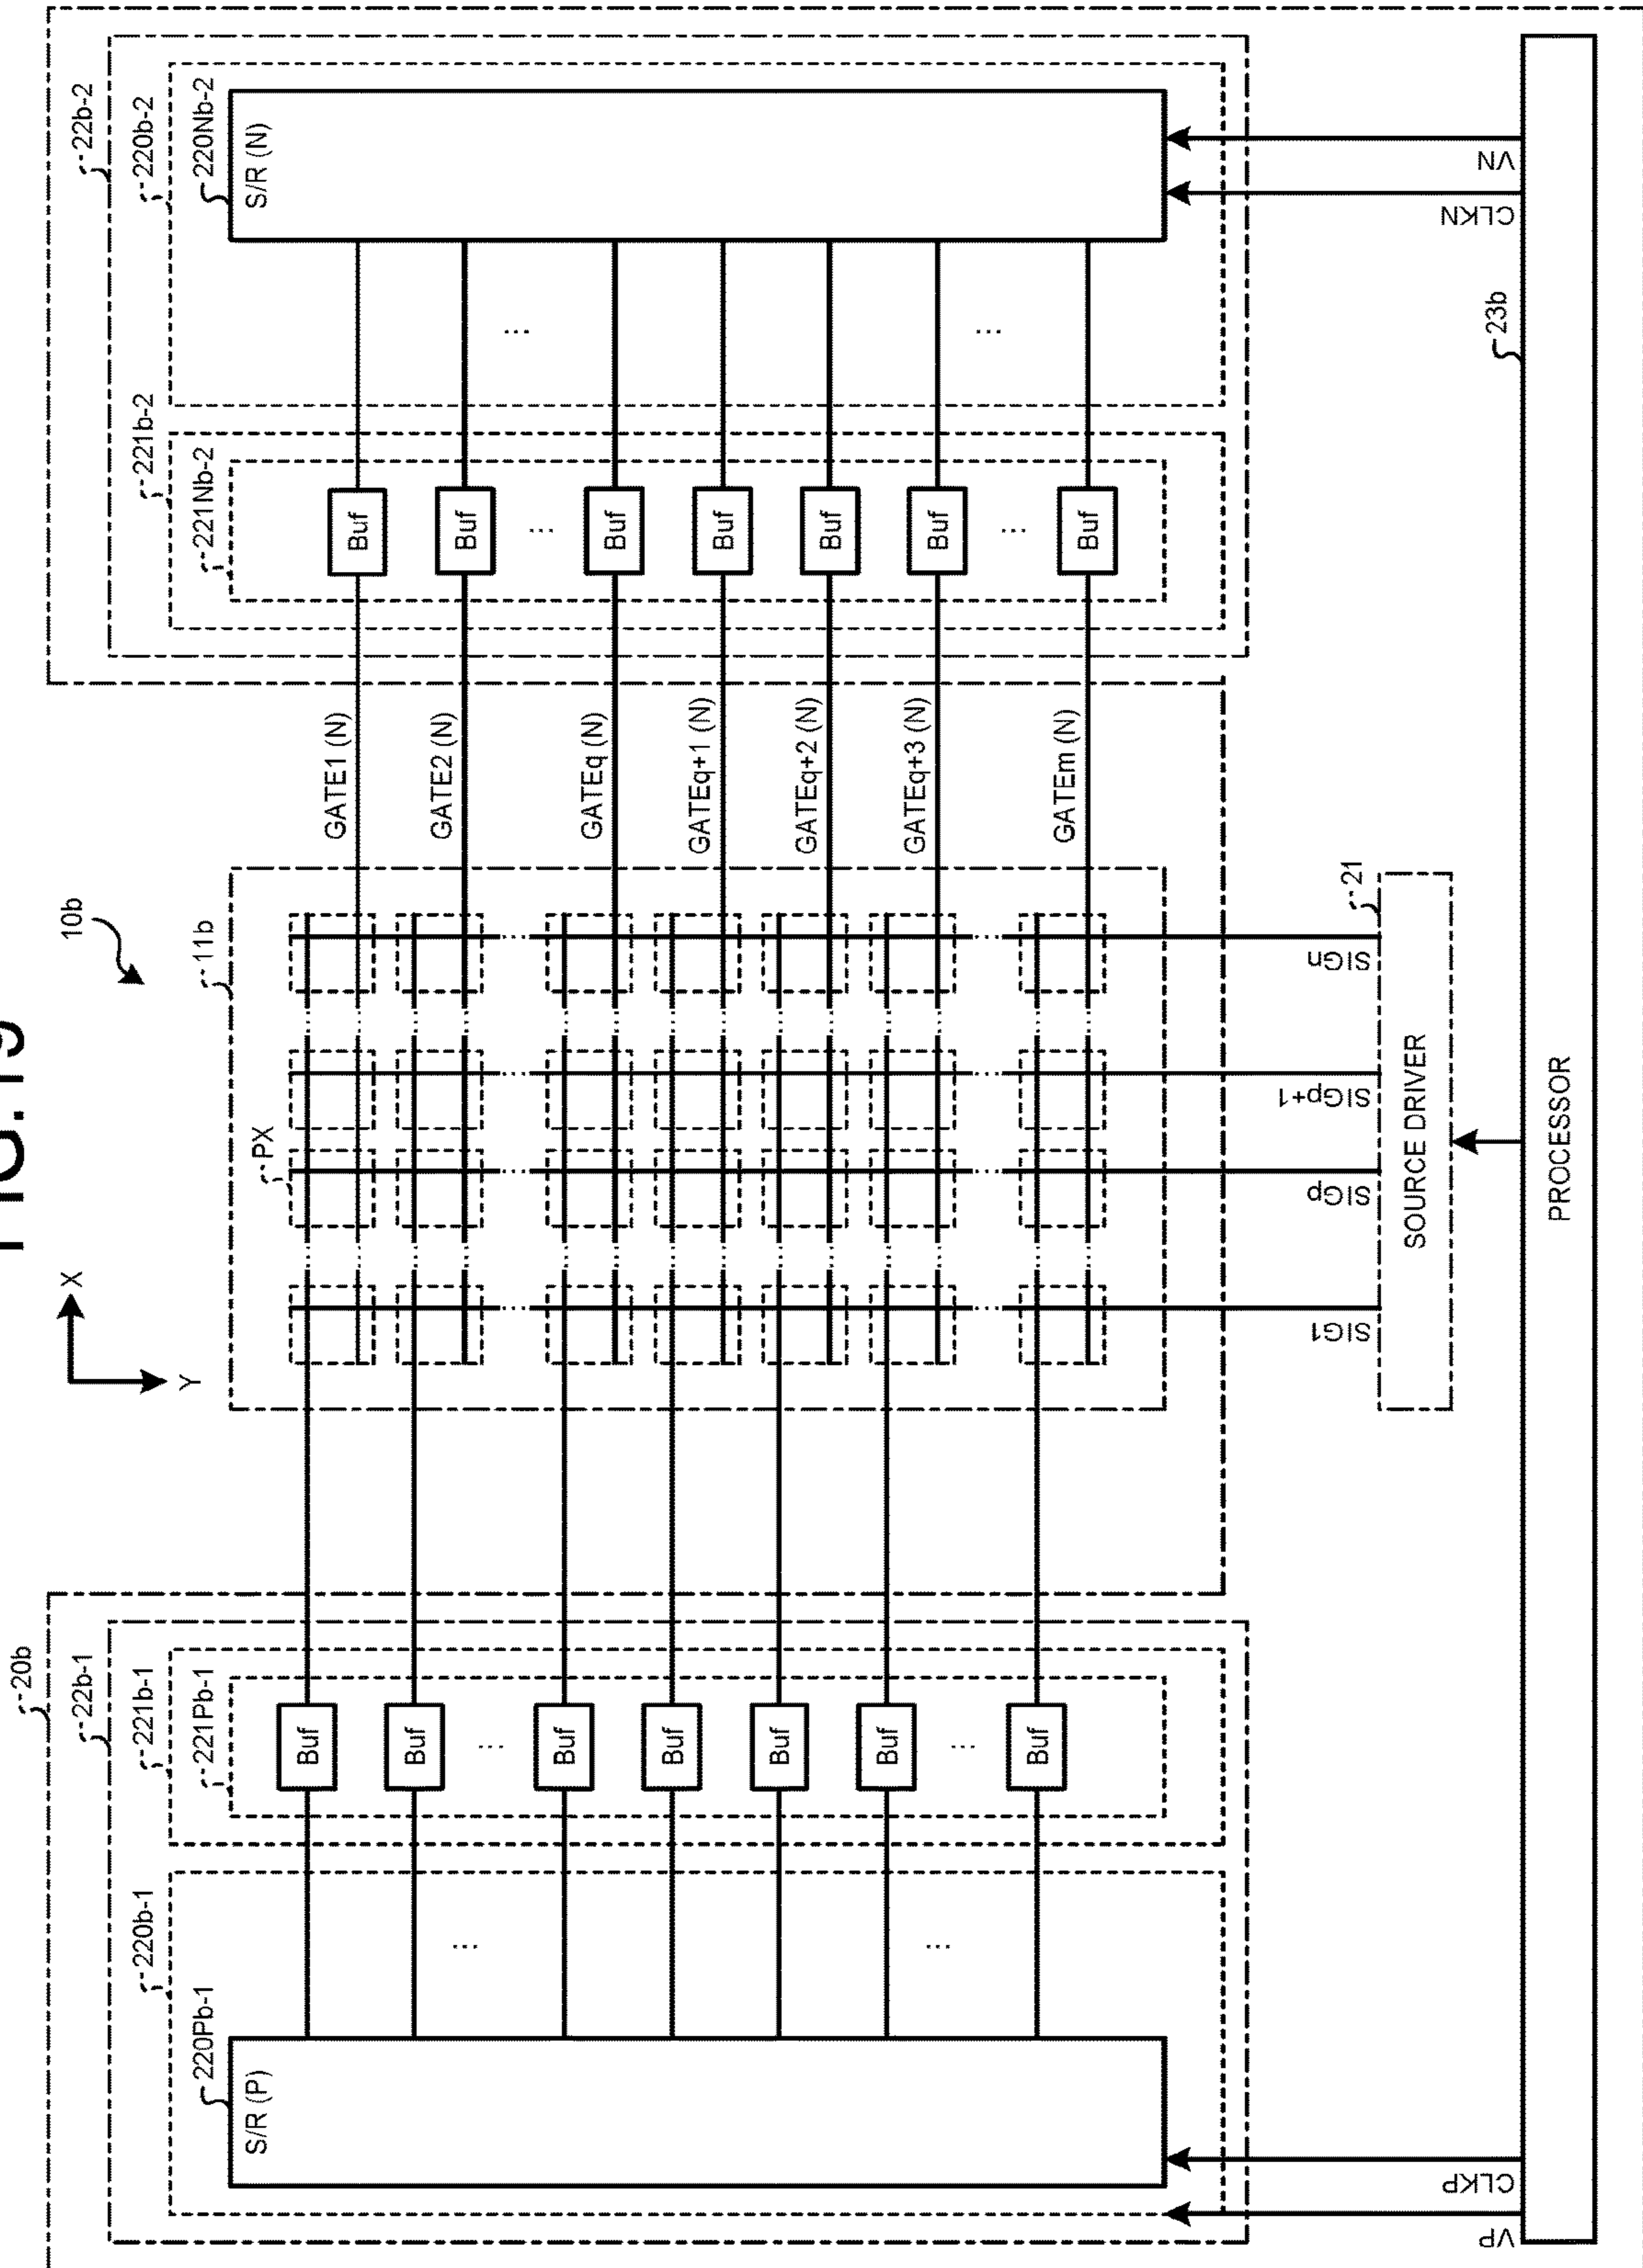 10b
X
Y
20b
22b-1
220b-1
221b-1
220Pb-1
221Pb-1
S/R (P)
Buf
Buf
...
Buf
Buf
Buf
Buf
...
Buf
...
...
11b
PX
GATE1 (N)
GATE2 (N)
GATEq (N)
GATEq+1 (N)
GATEq+2 (N)
GATEq+3 (N)
GATEm (N)
22b-2
221b-2
220b-2
221Nb-2
220Nb-2
S/R (N)
Buf
Buf
...
Buf
Buf
Buf
Buf
...
Buf
...
...
SIG1
SIGp
SIGp+1
SIGn
21
SOURCE DRIVER
VP
CLKP
CLKN
VN
23b
PROCESSOR